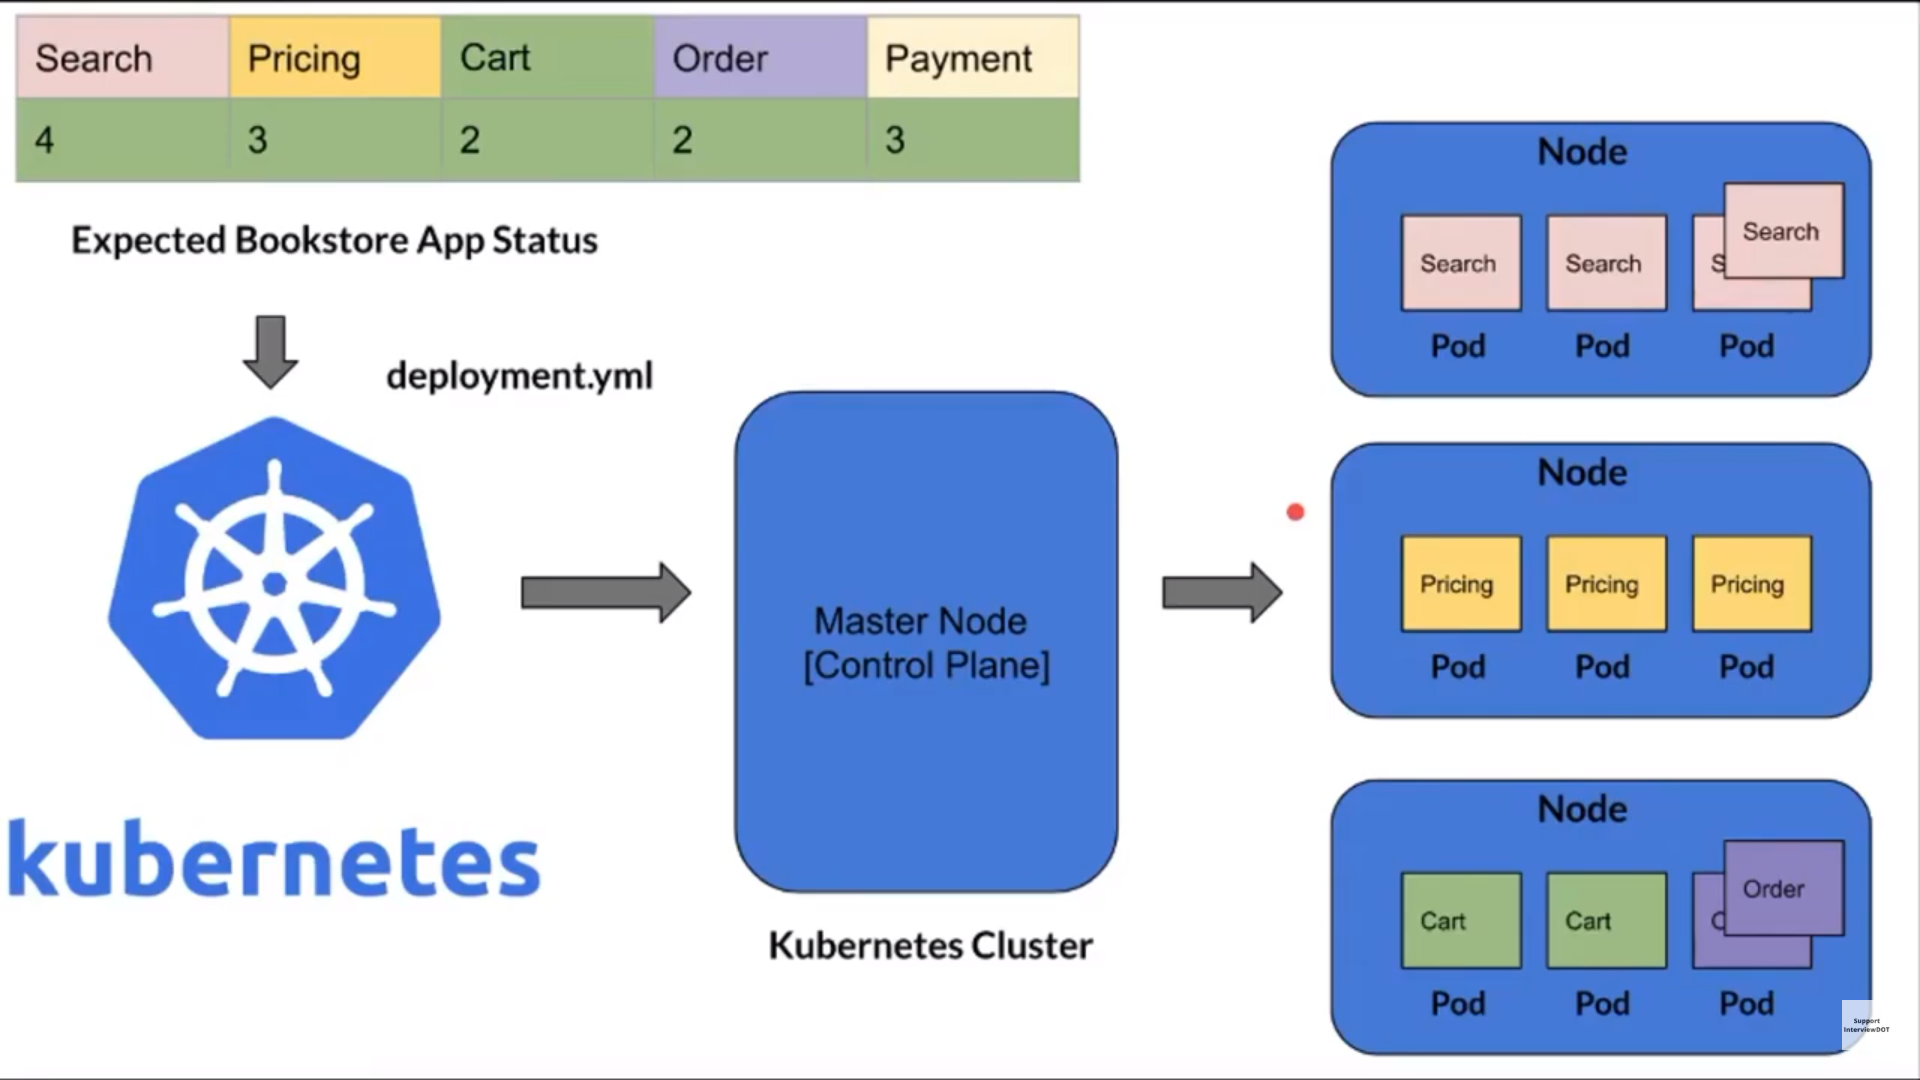 Search Pricing Cart Order Payment
4 3 2 2 3
Expected Bookstore App Status
deployment.yml
kubernetes
Master Node
[Control Plane]
Kubernetes Cluster
Node
Search Search S Search
Pod Pod Pod
Node
Pricing Pricing Pricing
Pod Pod Pod
Node
Cart Cart Order
Pod Pod Pod
Support
InterviewDOT